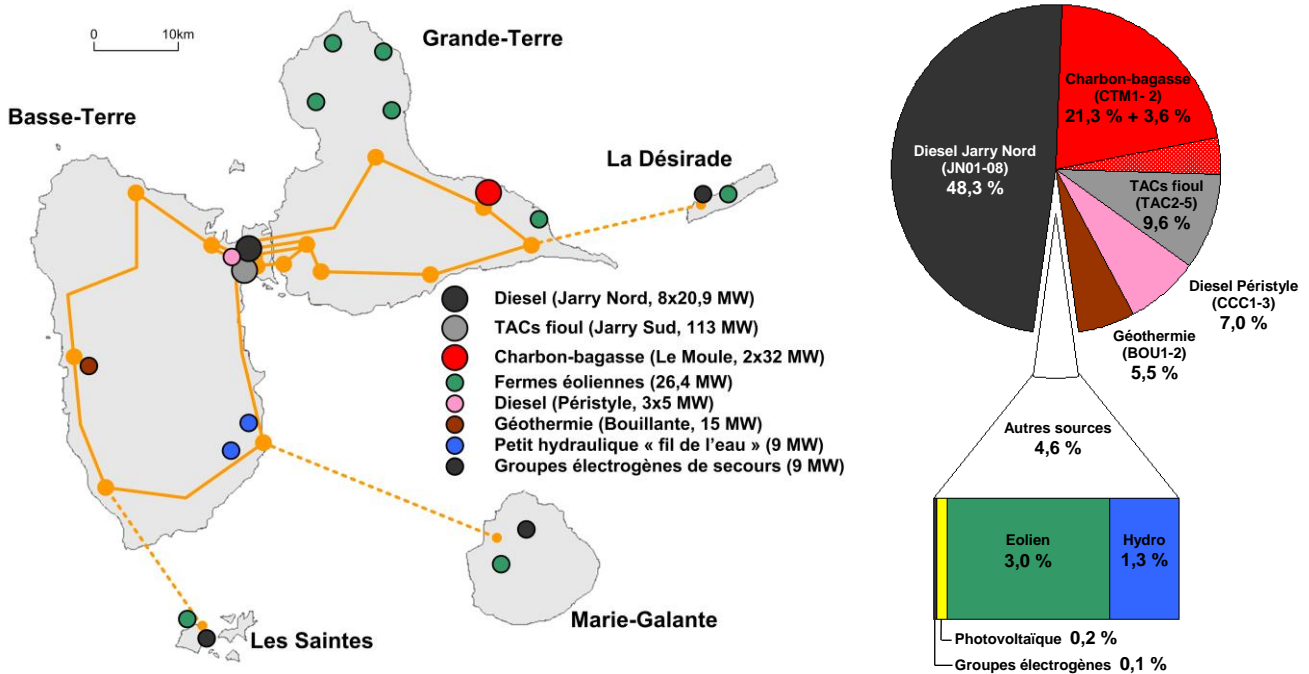 0 10km
Grande-Terre
Basse-Terre
La Désirade
Diesel (Jarry Nord, 8x20,9 MW)
TACs fioul (Jarry Sud, 113 MW)
Charbon-bagasse (Le Moule, 2x32 MW)
Fermes éoliennes (26,4 MW)
Diesel (Péristyle, 3x5 MW)
Géothermie (Bouillante, 15 MW)
Petit hydraulique « fil de l’eau » (9 MW)
Groupes électrogènes de secours (9 MW)
Marie-Galante
Les Saintes
Charbon-bagasse
(CTM1- 2)
21,3 % + 3,6 %
Diesel Jarry Nord
(JN01-08)
48,3 %
TACs fioul
(TAC2-5)
9,6 %
Diesel Péristyle
(CCC1-3)
7,0 %
Géothermie
(BOU1-2)
5,5 %
Autres sources
4,6 %
Eolien
3,0 %
Hydro
1,3 %
Photovoltaïque 0,2 %
Groupes électrogènes 0,1 %